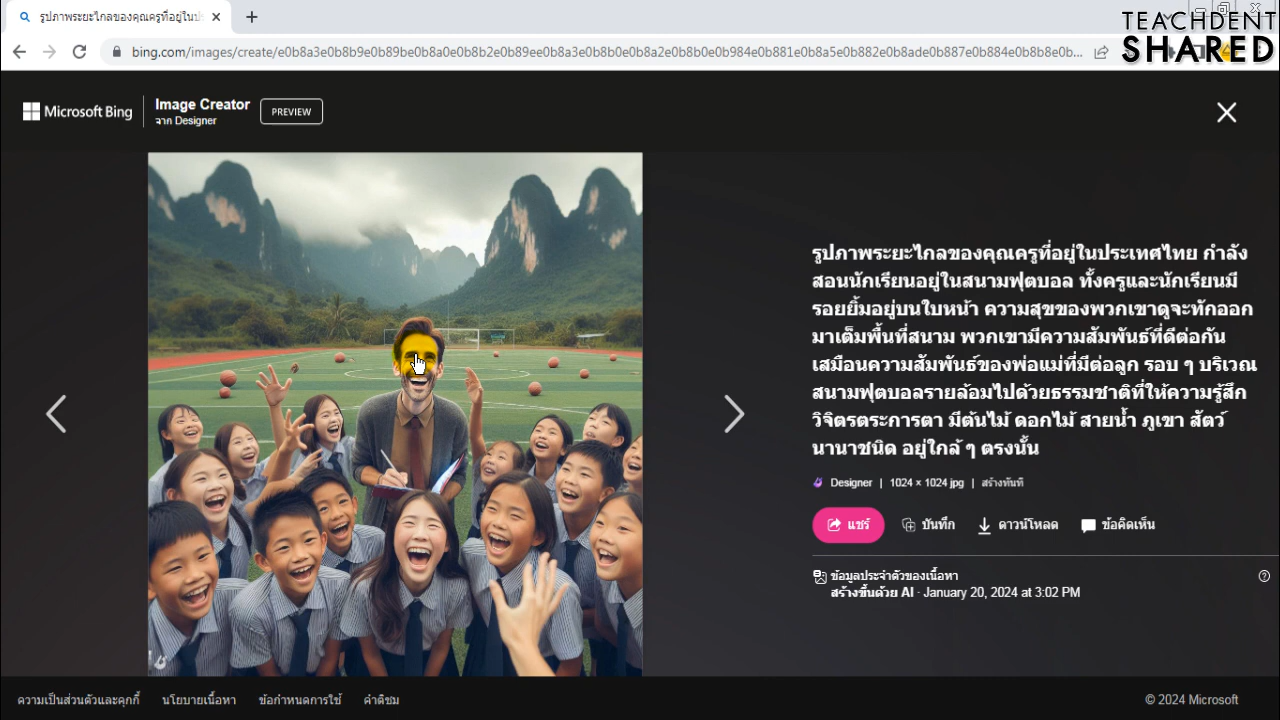 รูปภาพระยะไกลของคุณครูที่อยู่ในป
TEACHDENT
SHARED
bing.com/images/create/e0b8a3e0b8b9e0b89be0b8a0e0b8b2e0b89ee0b8a3e0b8b0e0b8a2e0b8b0e0b984e0b881e0b8a5e0b882e0b8ade0b887e0b884e0b8b8e0b...
Microsoft Bing
Image Creator
จาก Designer
PREVIEW
รูปภาพระยะไกลของคุณครูที่อยู่ในประเทศไทย กำลัง
สอนนักเรียนอยู่ในสนามฟุตบอล ทั้งครูและนักเรียนมี
รอยยิ้มอยู่บนใบหน้า ความสุขของพวกเขาดูจะทักออก
มาเต็มพื้นที่สนาม พวกเขามีความสัมพันธ์ที่ดีต่อกัน
เสมือนความสัมพันธ์ของพ่อแม่ที่มีต่อลูก รอบ ๆ บริเวณ
สนามฟุตบอลรายล้อมไปด้วยธรรมชาติที่ให้ความรู้สึก
วิจิตรตระการตา มีต้นไม้ ดอกไม้ สายน้ำ ภูเขา สัตว์
นานาชนิด อยู่ใกล้ ๆ ตรงนั้น
Designer | 1024 × 1024 jpg | สร้างทันที
แชร์ บันทึก ดาวน์โหลด ข้อคิดเห็น
ข้อมูลประจำตัวของเนื้อหา
สร้างขึ้นด้วย AI · January 20, 2024 at 3:02 PM
ความเป็นส่วนตัวและคุกกี้ นโยบายเนื้อหา ข้อกำหนดการใช้ คำติชม
© 2024 Microsoft